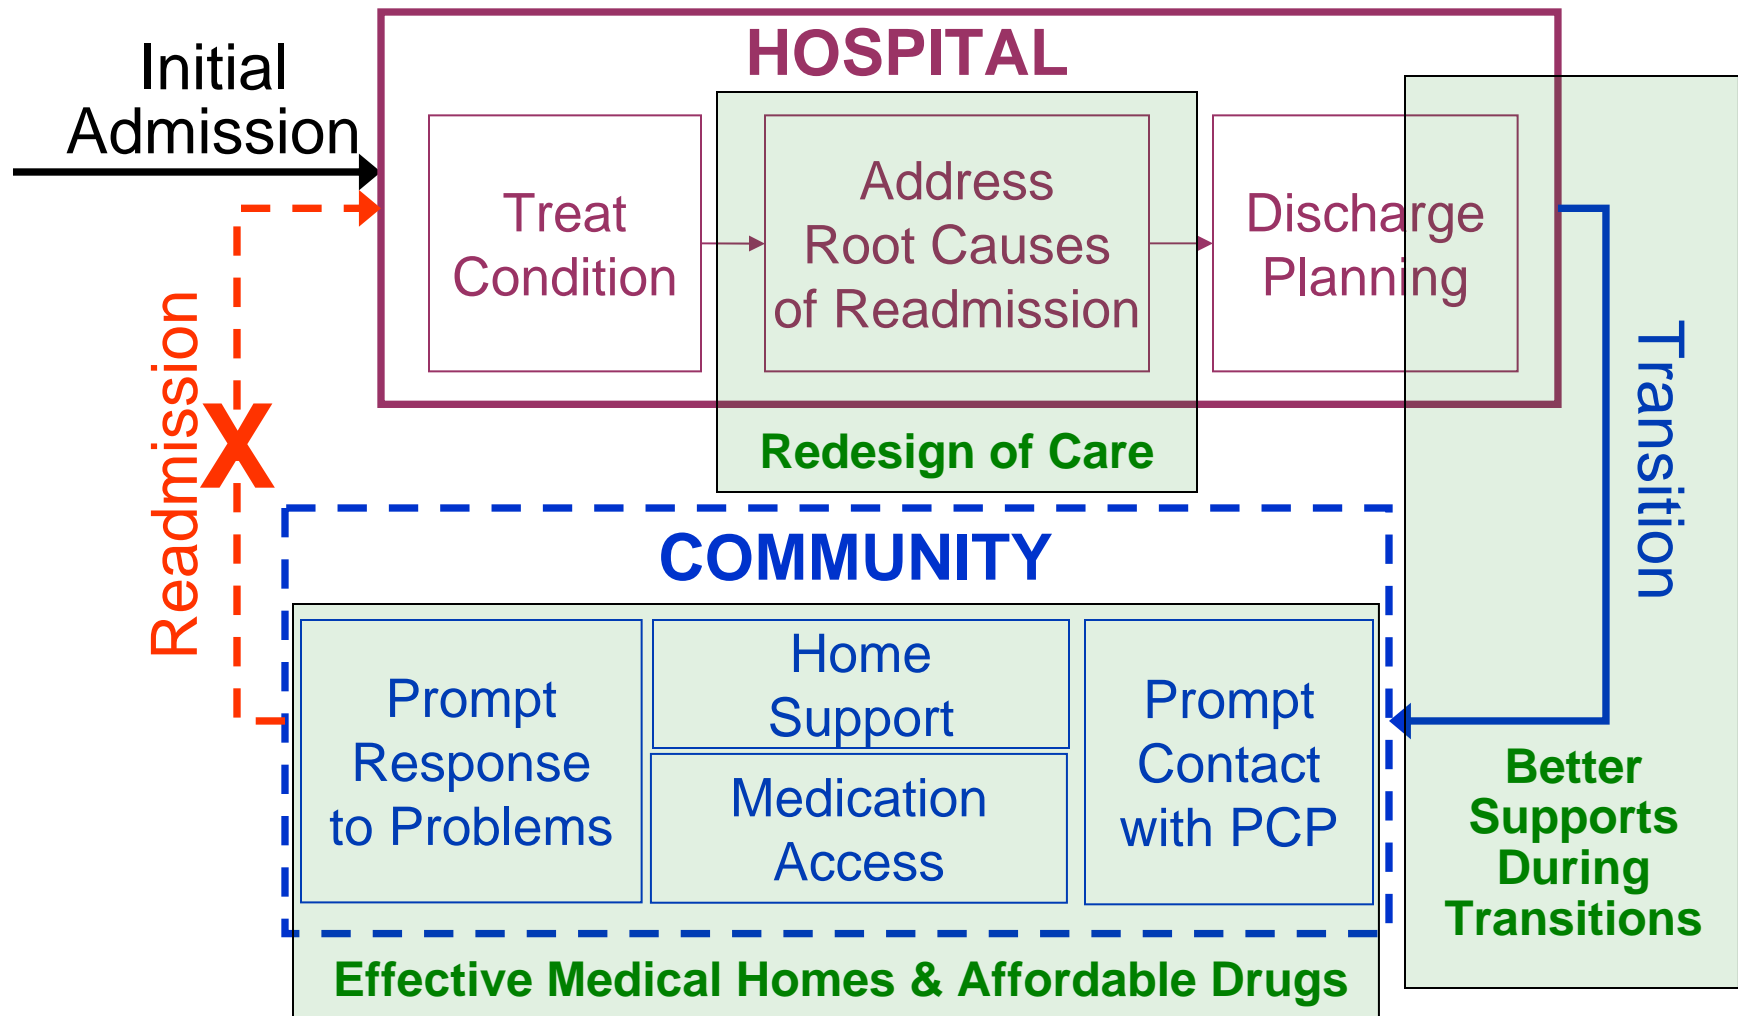 Initial
Admission
HOSPITAL
Treat
Condition
Address
Root Causes
of Readmission
Discharge
Planning
Redesign of Care
Transition
Readmission
X
COMMUNITY
Prompt
Response
to Problems
Home
Support
Medication
Access
Prompt
Contact
with PCP
Better
Supports
During
Transitions
Effective Medical Homes & Affordable Drugs